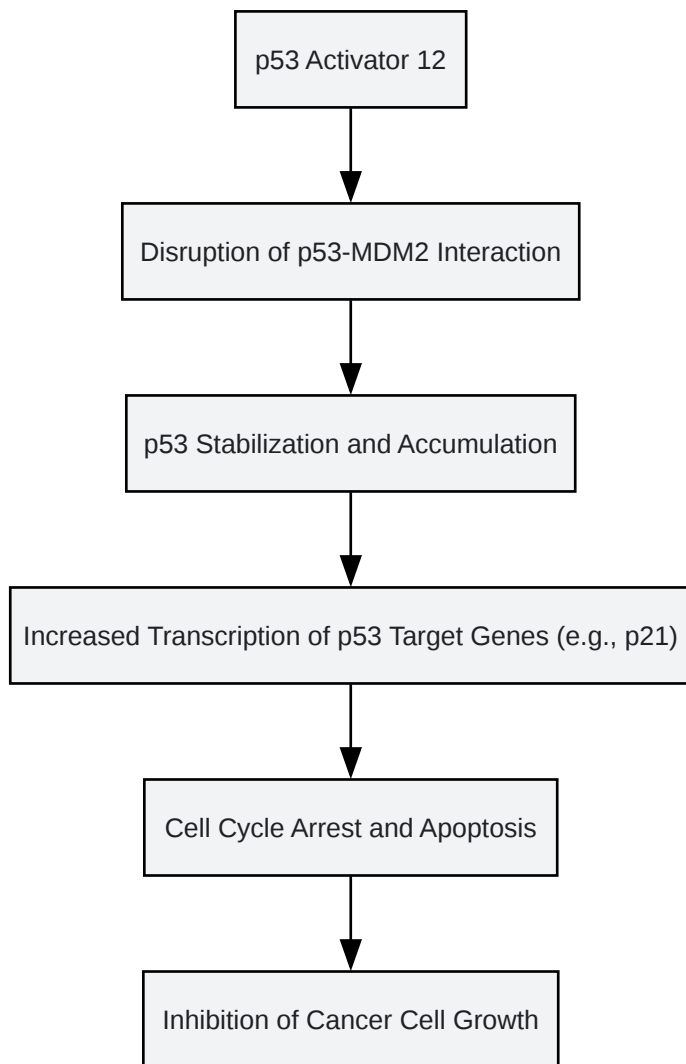 p53 Activator 12
Disruption of p53-MDM2 Interaction
p53 Stabilization and Accumulation
Increased Transcription of p53 Target Genes (e.g., p21)
Cell Cycle Arrest and Apoptosis
Inhibition of Cancer Cell Growth